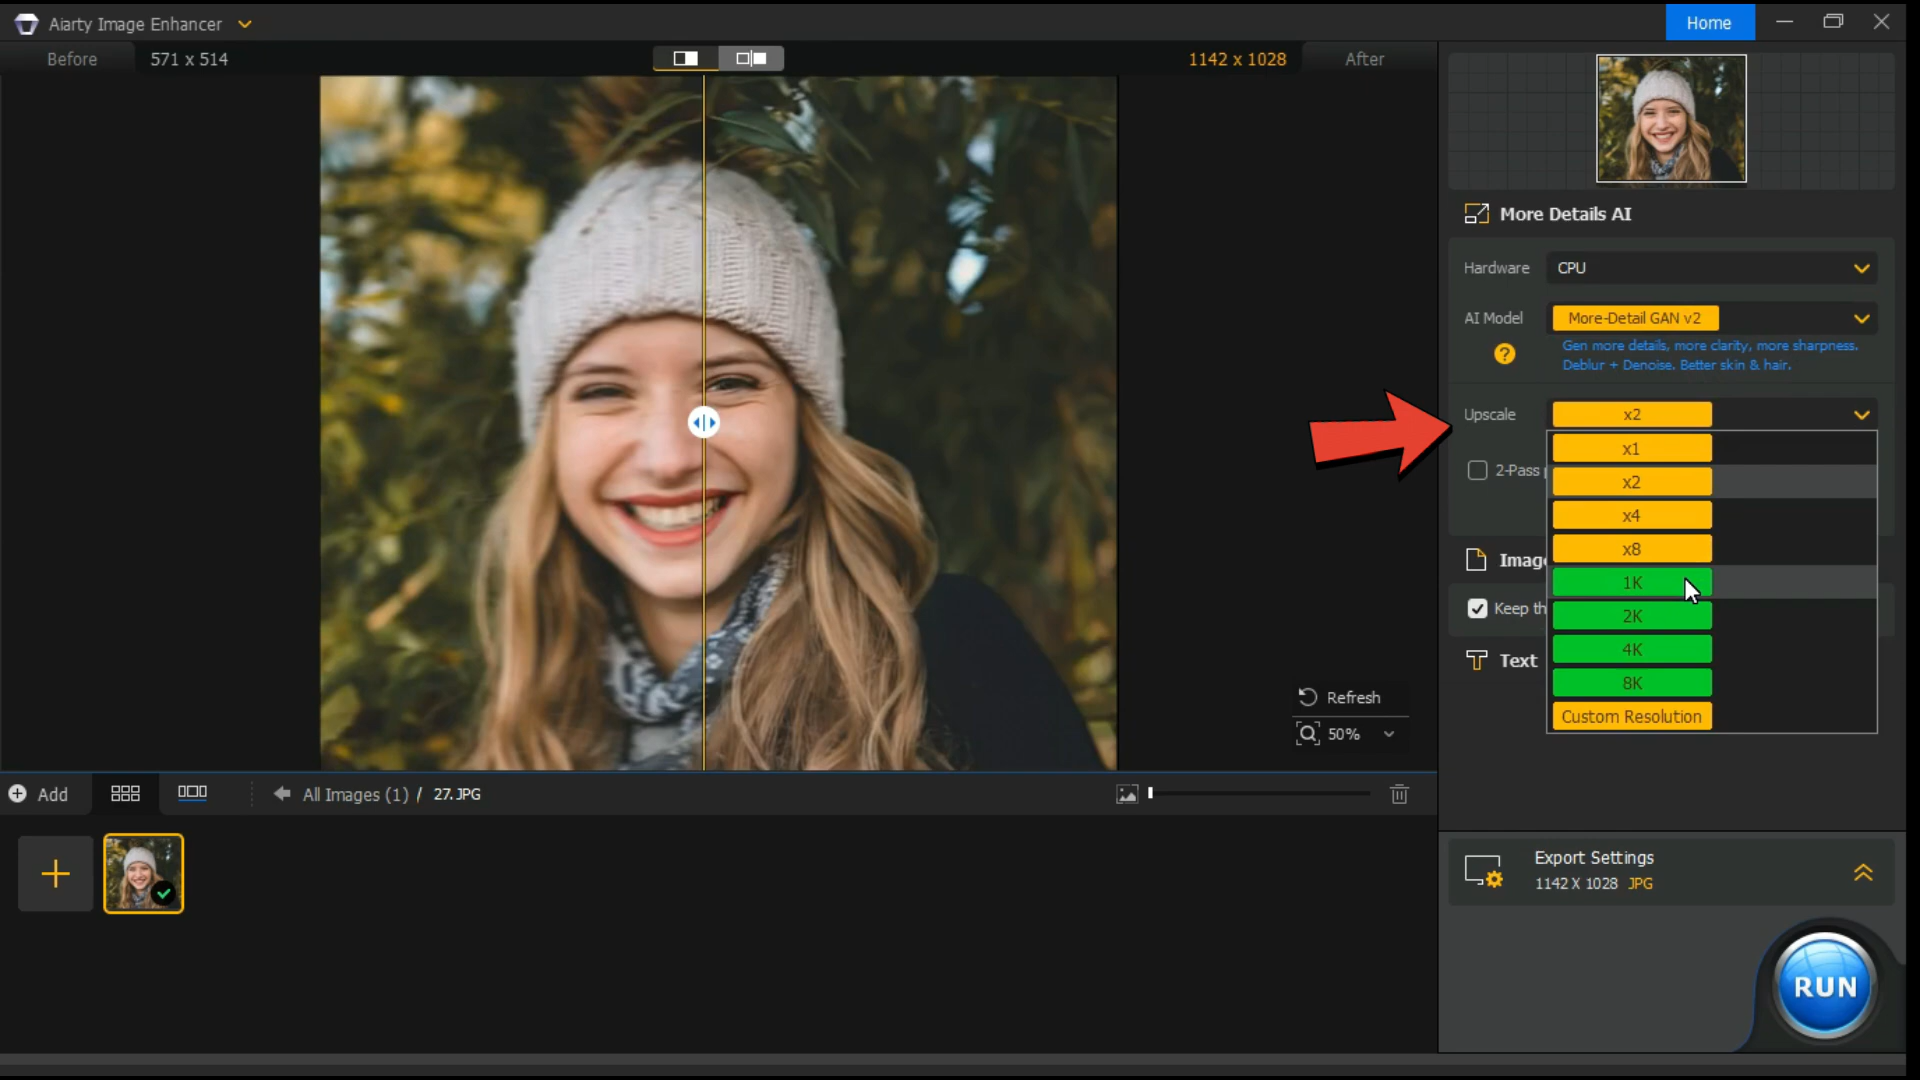 Aiarty Image Enhancer
Home
Before
571 x 514
1142 x 1028
After
More Details AI
Hardware
CPU
AI Model
More-Detail GAN v2
?
Gen more details, more clarity, more sharpness.
Deblur + Denoise. Better skin & hair.
Upscale
x2
x1
2-Pass
x2
x4
x8
Imag
1K
Keep th
2K
4K
Text
8K
Custom Resolution
Refresh
50%
Add
All Images (1) / 27.JPG
Export Settings
1142 X 1028 JPG
RUN